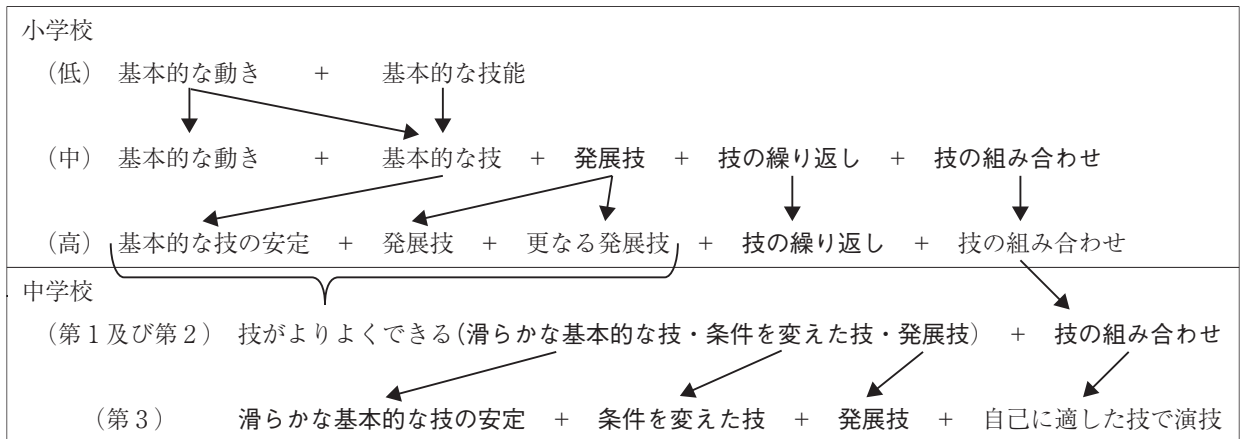 小学校
(低) 基本的な動き + 基本的な技能
(中) 基本的な動き + 基本的な技 + 発展技 + 技の繰り返し + 技の組み合わせ
(高) 基本的な技の安定 + 発展技 + 更なる発展技 + 技の繰り返し + 技の組み合わせ
中学校
(第1及び第2) 技がよりよくできる(滑らかな基本的な技・条件を変えた技・発展技) + 技の組み合わせ
(第3) 滑らかな基本的な技の安定 + 条件を変えた技 + 発展技 + 自己に適した技で演技